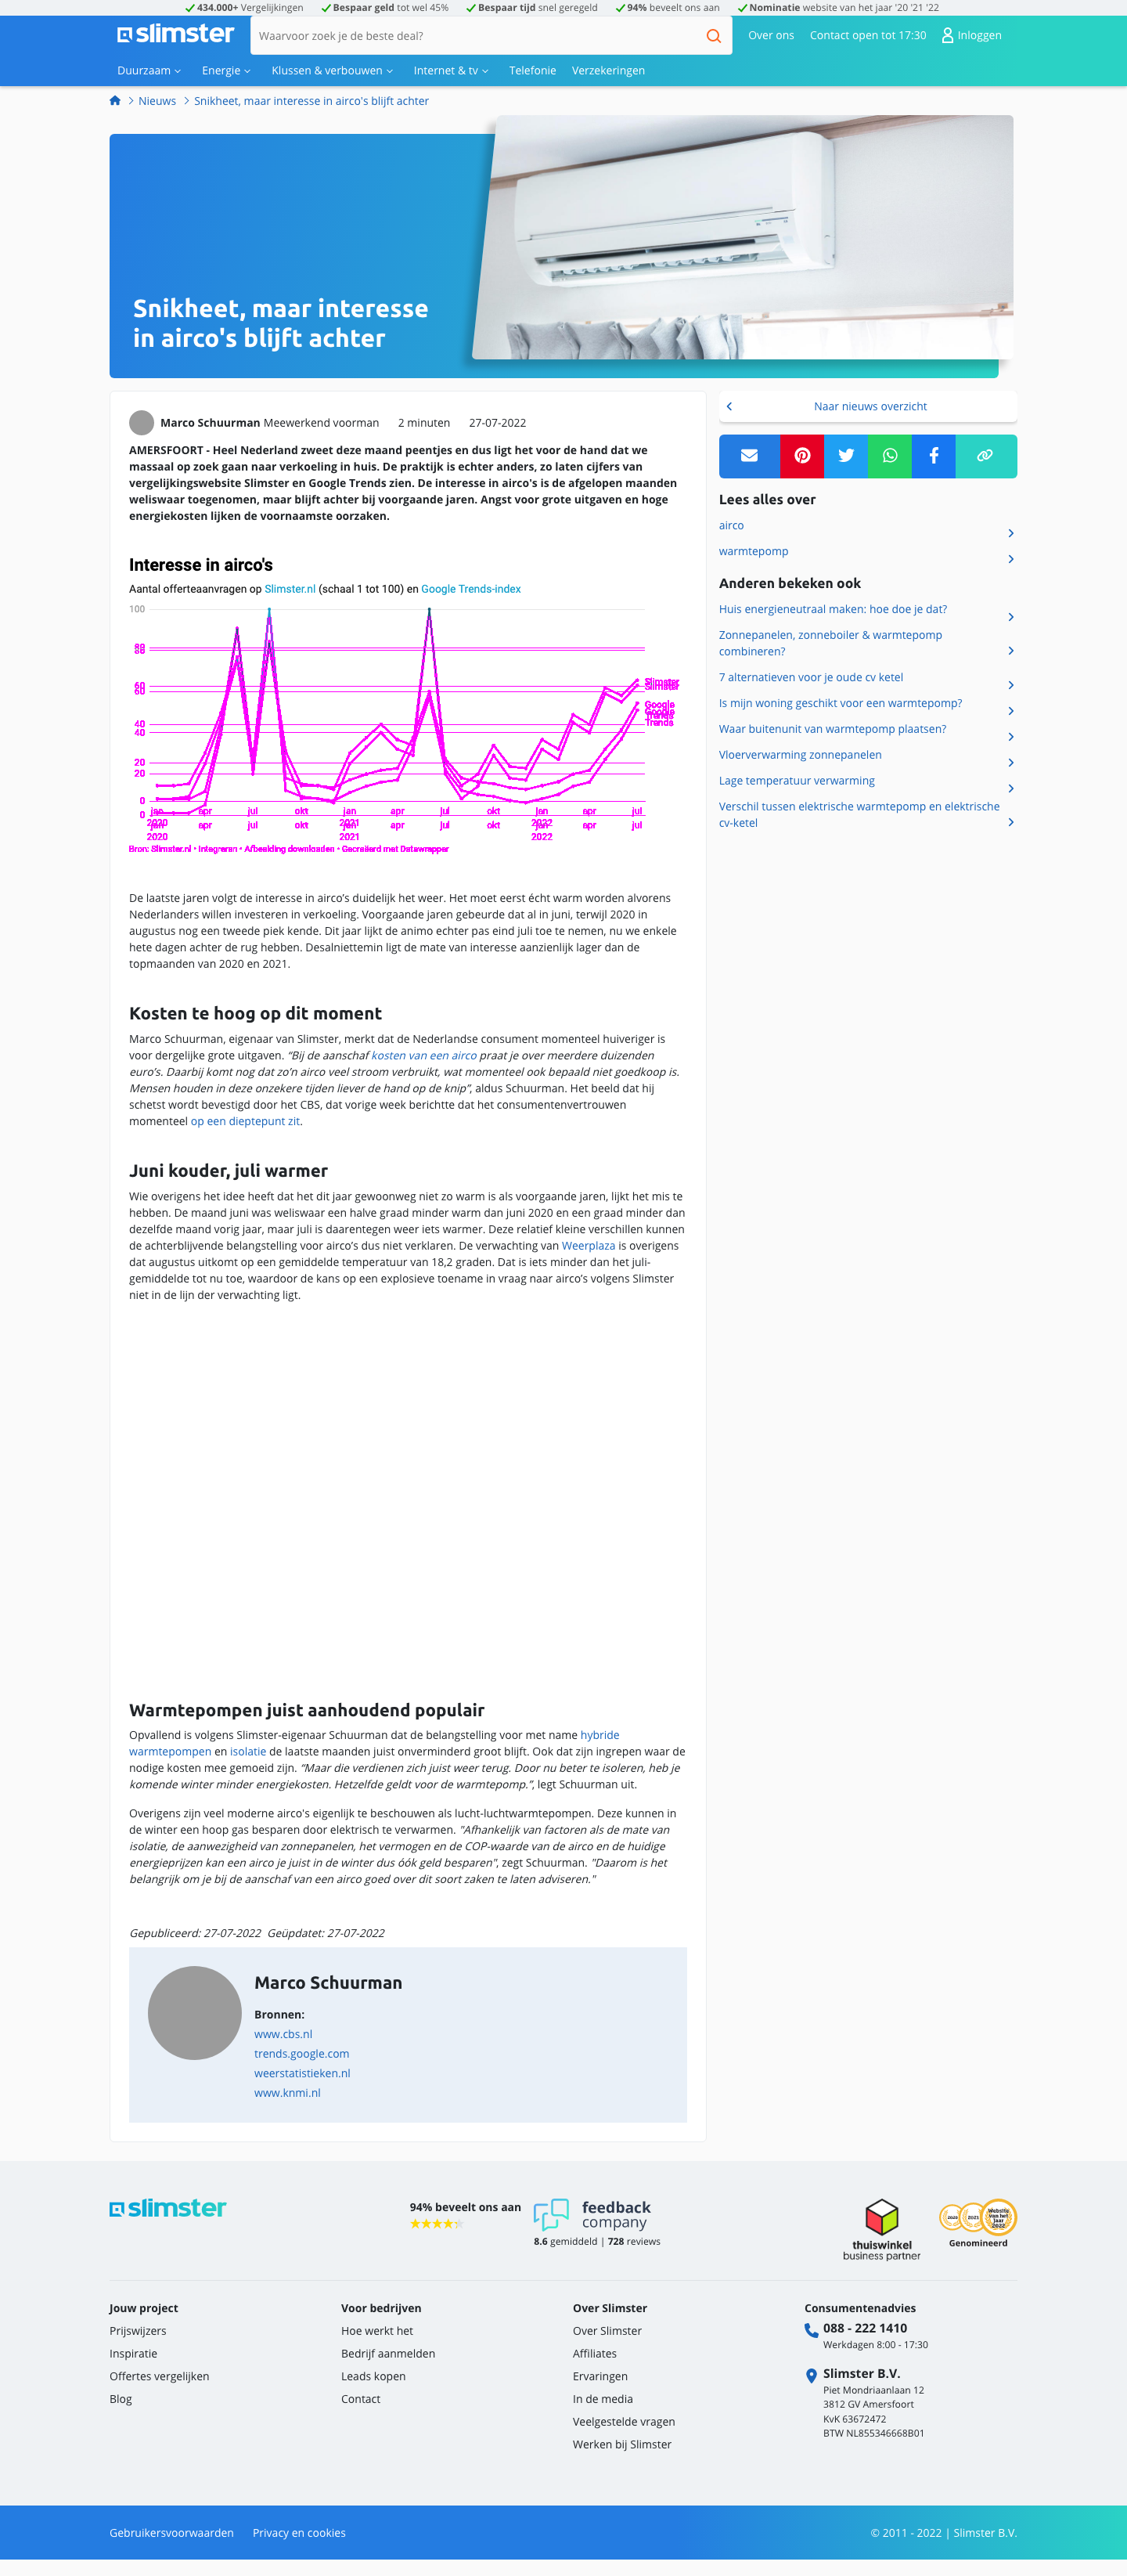 434.000+ Vergelijkingen Bespaar geld tot wel 45% Bespaar tijd snel geregeld 94% beveelt ons aan Nominatie website van het jaar '20 '21 '22
slimster Waarvoor zoek je de beste deal? Over ons Contact open tot 17:30 Inloggen
Duurzaam Energie Klussen & verbouwen Internet & tv Telefonie Verzekeringen
Nieuws Snikheet, maar interesse in airco's blijft achter
Snikheet, maar interesse
in airco's blijft achter
Marco Schuurman Meewerkend voorman 2 minuten 27-07-2022
AMERSFOORT - Heel Nederland zweet deze maand peentjes en dus ligt het voor de hand dat we
massaal op zoek gaan naar verkoeling in huis. De praktijk is echter anders, zo laten cijfers van
vergelijkingswebsite Slimster en Google Trends zien. De interesse in airco's is de afgelopen maanden
weliswaar toegenomen, maar blijft achter bij voorgaande jaren. Angst voor grote uitgaven en hoge
energiekosten lijken de voornaamste oorzaken.
Interesse in airco's
Aantal offerteaanvragen op Slimster.nl (schaal 1 tot 100) en Google Trends-index
100
80
80
60
60
40
40
20
20
0
0
Slimster
Slimster
Google
Trends
Google
Trends
jan 2020 apr jul okt jan 2021 apr jul okt jan 2022 apr jul
jan 2020 apr jul okt jan 2021 apr jul okt jan 2022 apr jul
Bron: Slimster.nl • Integreren • Afbeelding downloaden • Gecreëerd met Datawrapper
De laatste jaren volgt de interesse in airco's duidelijk het weer. Het moet eerst écht warm worden alvorens
Nederlanders willen investeren in verkoeling. Voorgaande jaren gebeurde dat al in juni, terwijl 2020 in
augustus nog een tweede piek kende. Dit jaar lijkt de animo echter pas eind juli toe te nemen, nu we enkele
hete dagen achter de rug hebben. Desalniettemin ligt de mate van interesse aanzienlijk lager dan de
topmaanden van 2020 en 2021.
Kosten te hoog op dit moment
Marco Schuurman, eigenaar van Slimster, merkt dat de Nederlandse consument momenteel huiveriger is
voor dergelijke grote uitgaven. “Bij de aanschaf kosten van een airco praat je over meerdere duizenden
euro’s. Daarbij komt nog dat zo’n airco veel stroom verbruikt, wat momenteel ook bepaald niet goedkoop is.
Mensen houden in deze onzekere tijden liever de hand op de knip”, aldus Schuurman. Het beeld dat hij
schetst wordt bevestigd door het CBS, dat vorige week berichtte dat het consumentenvertrouwen
momenteel op een dieptepunt zit.
Juni kouder, juli warmer
Wie overigens het idee heeft dat het dit jaar gewoonweg niet zo warm is als voorgaande jaren, lijkt het mis te
hebben. De maand juni was weliswaar een halve graad minder warm dan juni 2020 en een graad minder dan
dezelfde maand vorig jaar, maar juli is daarentegen weer iets warmer. Deze relatief kleine verschillen kunnen
de achterblijvende belangstelling voor airco’s dus niet verklaren. De verwachting van Weerplaza is overigens
dat augustus uitkomt op een gemiddelde temperatuur van 18,2 graden. Dat is iets minder dan het juli-
gemiddelde tot nu toe, waardoor de kans op een explosieve toename in vraag naar airco’s volgens Slimster
niet in de lijn der verwachting ligt.
Warmtepompen juist aanhoudend populair
Opvallend is volgens Slimster-eigenaar Schuurman dat de belangstelling voor met name hybride
warmtepompen en isolatie de laatste maanden juist onverminderd groot blijft. Ook dat zijn ingrepen waar de
nodige kosten mee gemoeid zijn. “Maar die verdienen zich juist weer terug. Door nu beter te isoleren, heb je
komende winter minder energiekosten. Hetzelfde geldt voor de warmtepomp.”, legt Schuurman uit.
Overigens zijn veel moderne airco's eigenlijk te beschouwen als lucht-luchtwarmtepompen. Deze kunnen in
de winter een hoop gas besparen door elektrisch te verwarmen. "Afhankelijk van factoren als de mate van
isolatie, de aanwezigheid van zonnepanelen, het vermogen en de COP-waarde van de airco en de huidige
energieprijzen kan een airco je juist in de winter dus óók geld besparen", zegt Schuurman. "Daarom is het
belangrijk om je bij de aanschaf van een airco goed over dit soort zaken te laten adviseren."
Gepubliceerd: 27-07-2022 Geüpdatet: 27-07-2022
Marco Schuurman
Bronnen:
www.cbs.nl
trends.google.com
weerstatistieken.nl
www.knmi.nl
Naar nieuws overzicht
Lees alles over
airco
warmtepomp
Anderen bekeken ook
Huis energieneutraal maken: hoe doe je dat?
Zonnepanelen, zonneboiler & warmtepomp
combineren?
7 alternatieven voor je oude cv ketel
Is mijn woning geschikt voor een warmtepomp?
Waar buitenunit van warmtepomp plaatsen?
Vloerverwarming zonnepanelen
Lage temperatuur verwarming
Verschil tussen elektrische warmtepomp en elektrische
cv-ketel
slimster
94% beveelt ons aan
feedback
company
8.6 gemiddeld | 728 reviews
thuiswinkel
business partner
2020 2021 Website van het jaar 2022
Genomineerd
Jouw project
Prijswijzers
Inspiratie
Offertes vergelijken
Blog
Voor bedrijven
Hoe werkt het
Bedrijf aanmelden
Leads kopen
Contact
Over Slimster
Over Slimster
Affiliates
Ervaringen
In de media
Veelgestelde vragen
Werken bij Slimster
Consumentenadvies
088 - 222 1410
Werkdagen 8:00 - 17:30
Slimster B.V.
Piet Mondriaanlaan 12
3812 GV Amersfoort
KvK 63672472
BTW NL855346668B01
Gebruikersvoorwaarden Privacy en cookies © 2011 - 2022 | Slimster B.V.